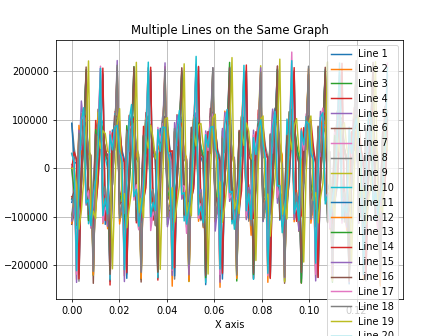 Multiple Lines on the Same Graph
200000
100000
0
−100000
−200000
0.00
0.02
0.04
0.06
0.08
0.10
X axis
Line 1
Line 2
Line 3
Line 4
Line 5
Line 6
Line 7
Line 8
Line 9
Line 10
Line 11
Line 12
Line 13
Line 14
Line 15
Line 16
Line 17
Line 18
Line 19
Line 20